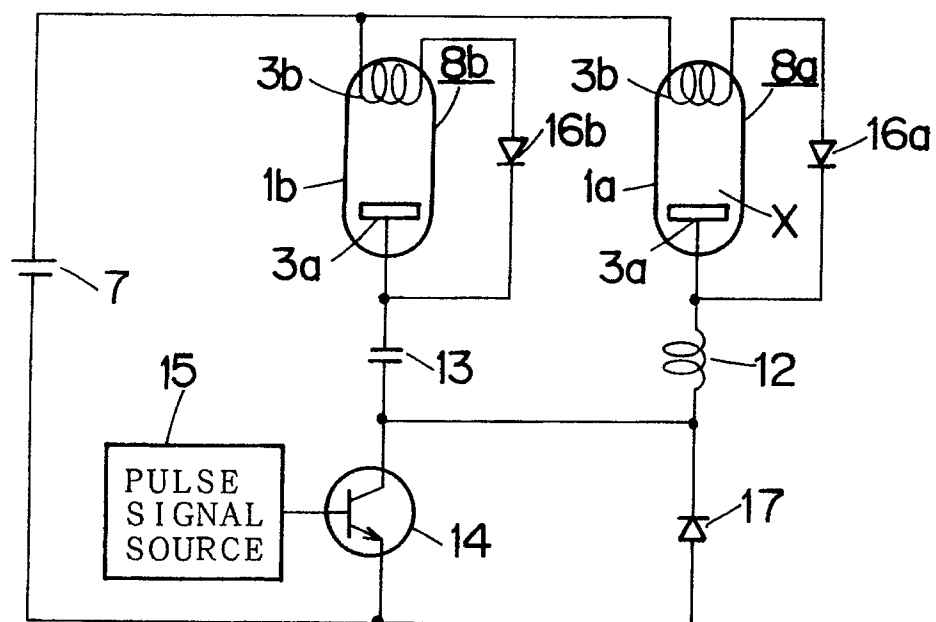 3b
8b
3b
8a
16b
16a
1b
1a
X
3a
3a
7
13
12
15
PULSE
SIGNAL
SOURCE
14
17